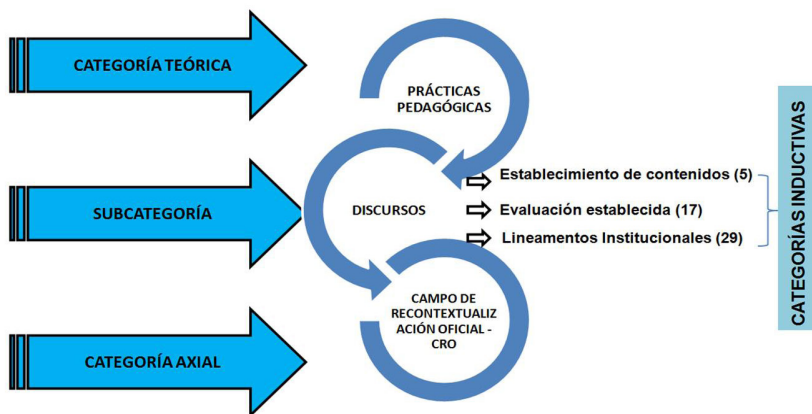 CATEGORÍA TEÓRICA
PRÁCTICAS
PEDAGÓGICAS
SUBCATEGORÍA
DISCURSOS
Establecimiento de contenidos (5)
Evaluación establecida (17)
Lineamentos Institucionales (29)
CATEGORÍAS INDUCTIVAS
CATEGORÍA AXIAL
CAMPO DE
RECONTEXTUALIZ
ACIÓN OFICIAL -
CRO